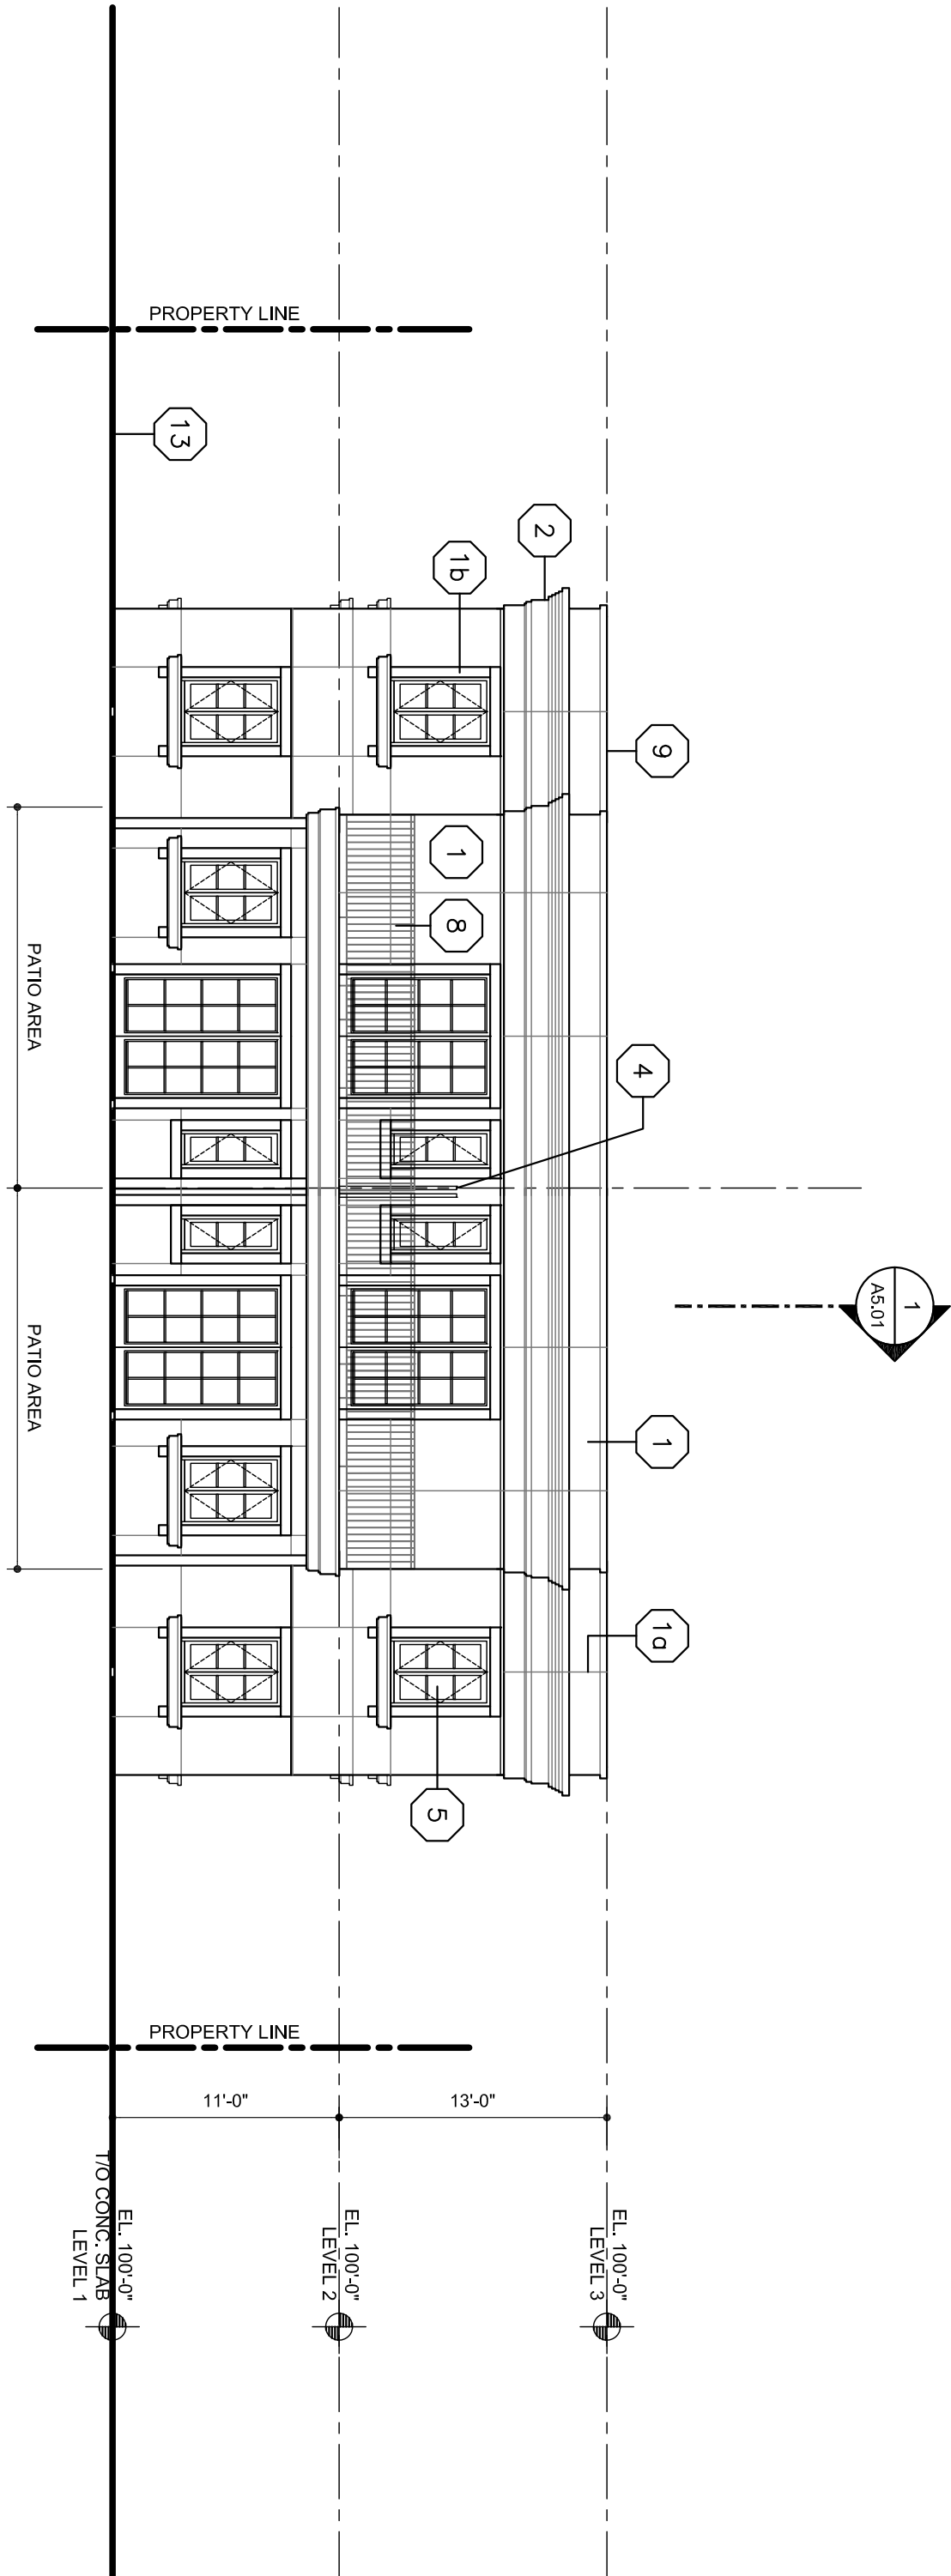 1
A5.01
9
4
1
1a
2
1b
1
8
5
13
PROPERTY LINE
PROPERTY LINE
EL. 100'-0"
LEVEL 3
13'-0"
EL. 100'-0"
LEVEL 2
11'-0"
EL. 100'-0"
T/O CONC. SLAB
LEVEL 1
PATIO AREA
PATIO AREA